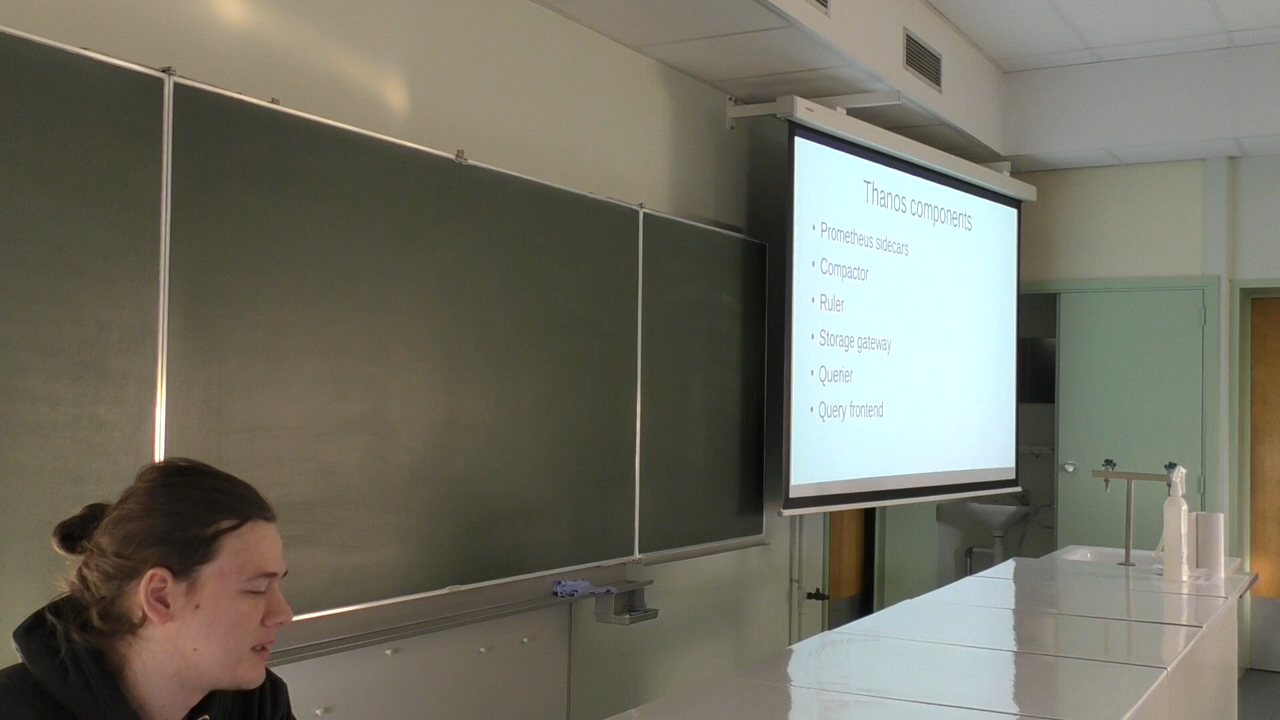 Thanos components
• Prometheus sidecars
• Compactor
• Ruler
• Storage gateway
• Querier
• Query frontend